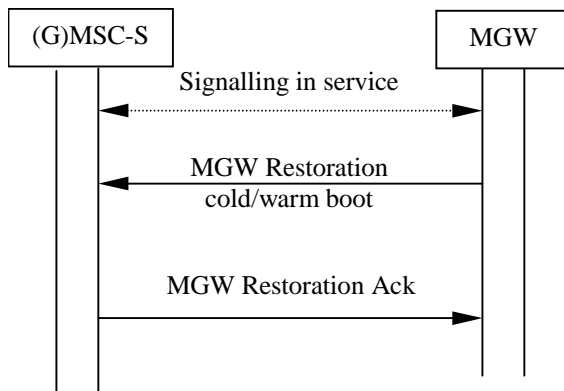 (G)MSC-S
MGW
Signalling in service
MGW Restoration
cold/warm boot
MGW Restoration Ack